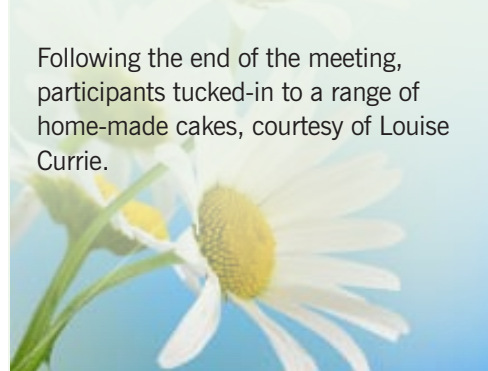 Following the end of the meeting,
participants tucked-in to a range of
home-made cakes, courtesy of Louise
Currie.